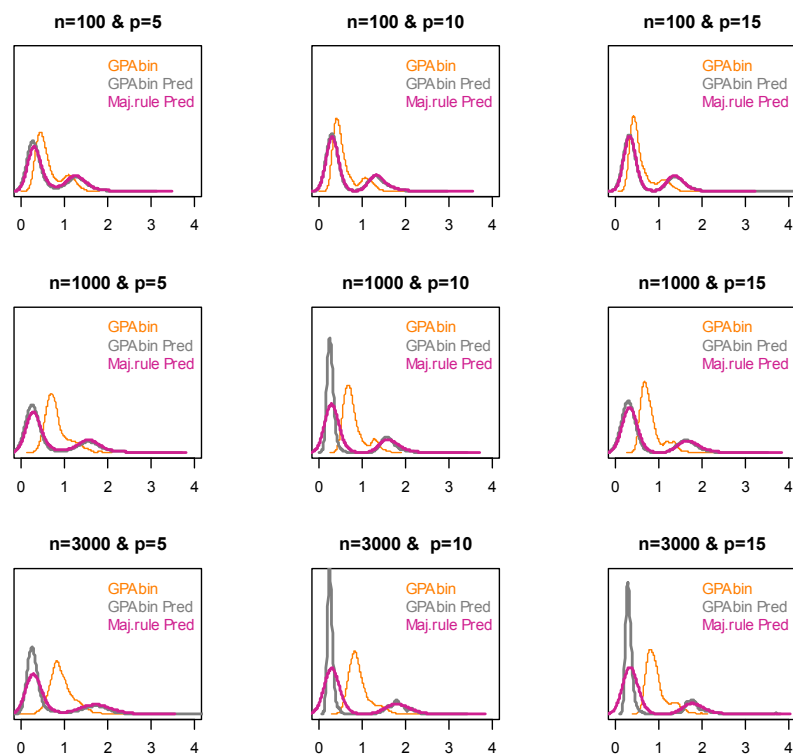 n=100 & p=5
n=100 & p=10
n=100 & p=15
GPAbin
GPAbin Pred
Maj.rule Pred
GPAbin
GPAbin Pred
Maj.rule Pred
GPAbin
GPAbin Pred
Maj.rule Pred
0 1 2 3 4
0 1 2 3 4
0 1 2 3 4
n=1000 & p=5
n=1000 & p=10
n=1000 & p=15
GPAbin
GPAbin Pred
Maj.rule Pred
GPAbin
GPAbin Pred
Maj.rule Pred
GPAbin
GPAbin Pred
Maj.rule Pred
0 1 2 3 4
0 1 2 3 4
0 1 2 3 4
n=3000 & p=5
n=3000 & p=10
n=3000 & p=15
GPAbin
GPAbin Pred
Maj.rule Pred
GPAbin
GPAbin Pred
Maj.rule Pred
GPAbin
GPAbin Pred
Maj.rule Pred
0 1 2 3 4
0 1 2 3 4
0 1 2 3 4